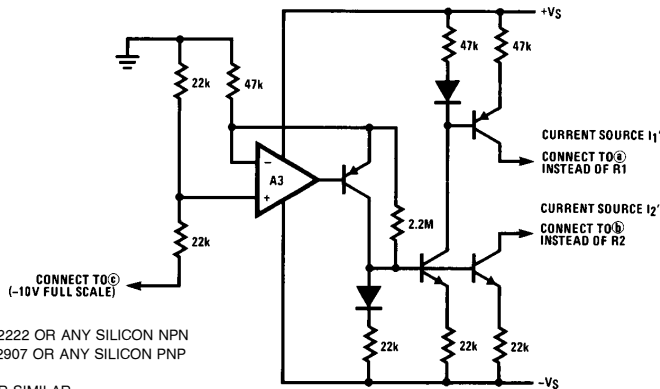 +VS
47k
47k
22k
47k
CURRENT SOURCE I1'
CONNECT TO ⓐ
INSTEAD OF R1
−
A3
+
CURRENT SOURCE I2'
CONNECT TO ⓑ
INSTEAD OF R2
2.2M
22k
CONNECT TO ⓒ
(−10V FULL SCALE)
22k
22k
22k
2222 OR ANY SILICON NPN
2907 OR ANY SILICON PNP
−VS